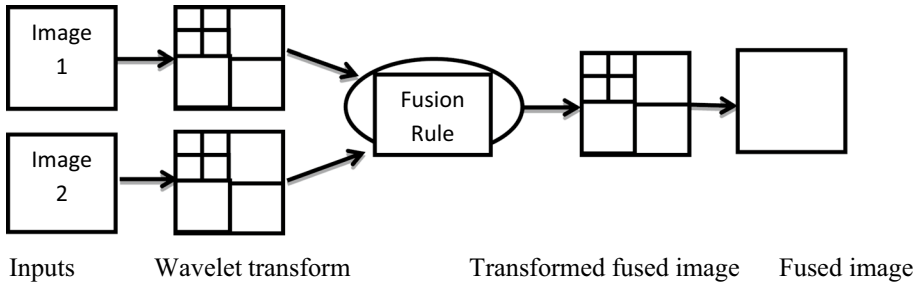 Image
1
Image
2
Fusion
Rule
Inputs Wavelet transform Transformed fused image Fused image